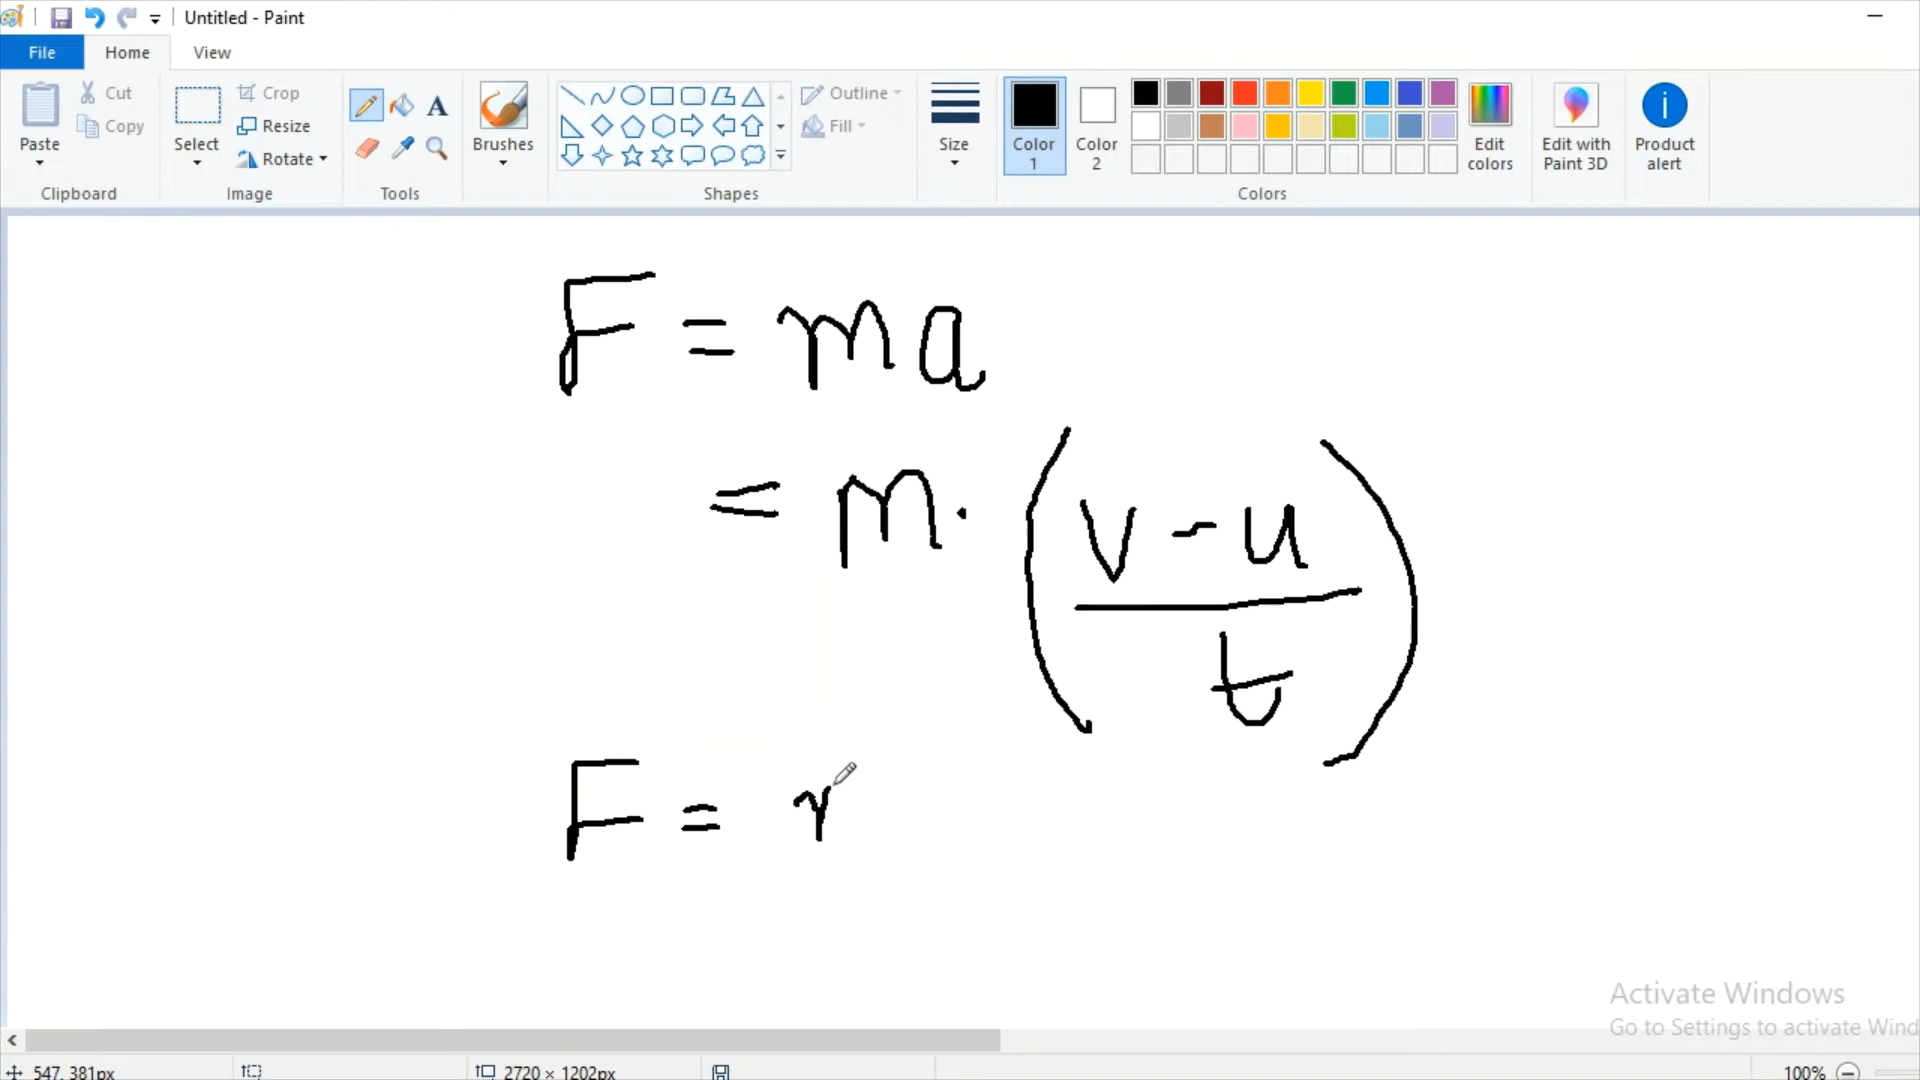 Untitled - Paint
File Home View
Paste Cut Copy Clipboard
Select Crop Resize Rotate Image
A Tools
Brushes
Outline Fill Shapes
Size
Color 1 Color 2 Edit colors Colors
Edit with Paint 3D
Product alert
F = ma
= m. (v - u / t)
F =
Activate Windows
Go to Settings to activate Wind
547, 381px 2720 × 1202px 100%